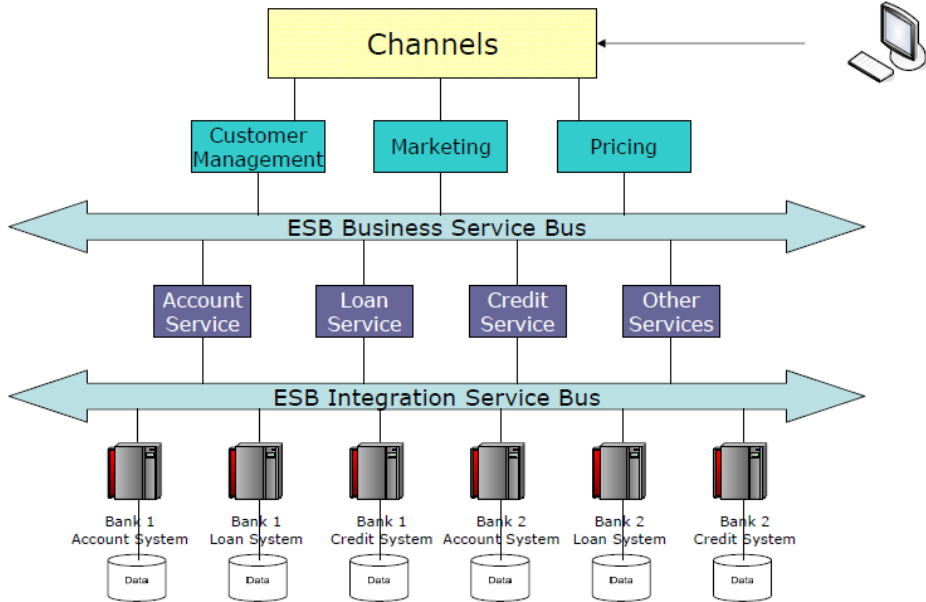 Channels
Customer
Management
Marketing
Pricing
ESB Business Service Bus
Account
Service
Loan
Service
Credit
Service
Other
Services
ESB Integration Service Bus
Bank 1
Account System
Bank 1
Loan System
Bank 1
Credit System
Bank 2
Account System
Bank 2
Loan System
Bank 2
Credit System
Data
Data
Data
Data
Data
Data